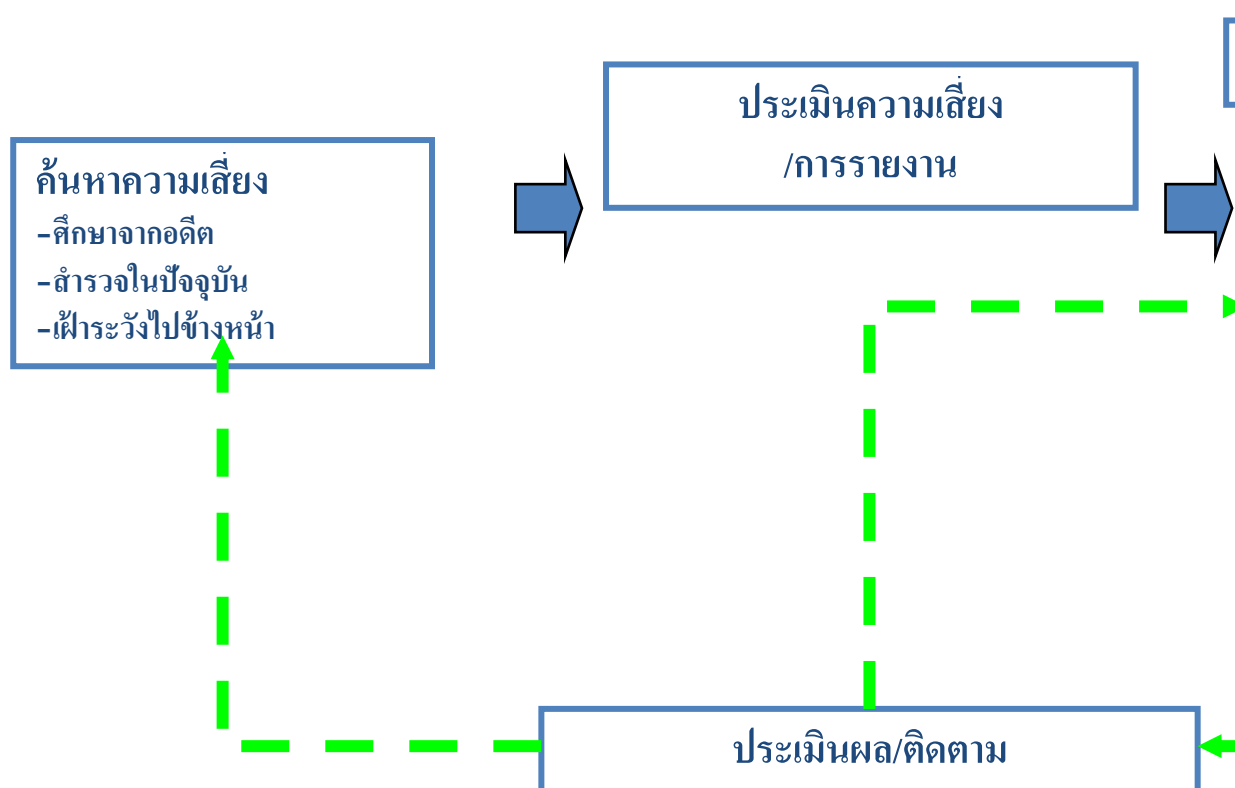 ค้นหาความเสี่ยง
-ศึกษาจากอดีต
-สำรวจในปัจจุบัน
-เฝ้าระวังไปข้างหน้า
ประเมินความเสี่ยง
/การรายงาน
ประเมินผล/ติดตาม